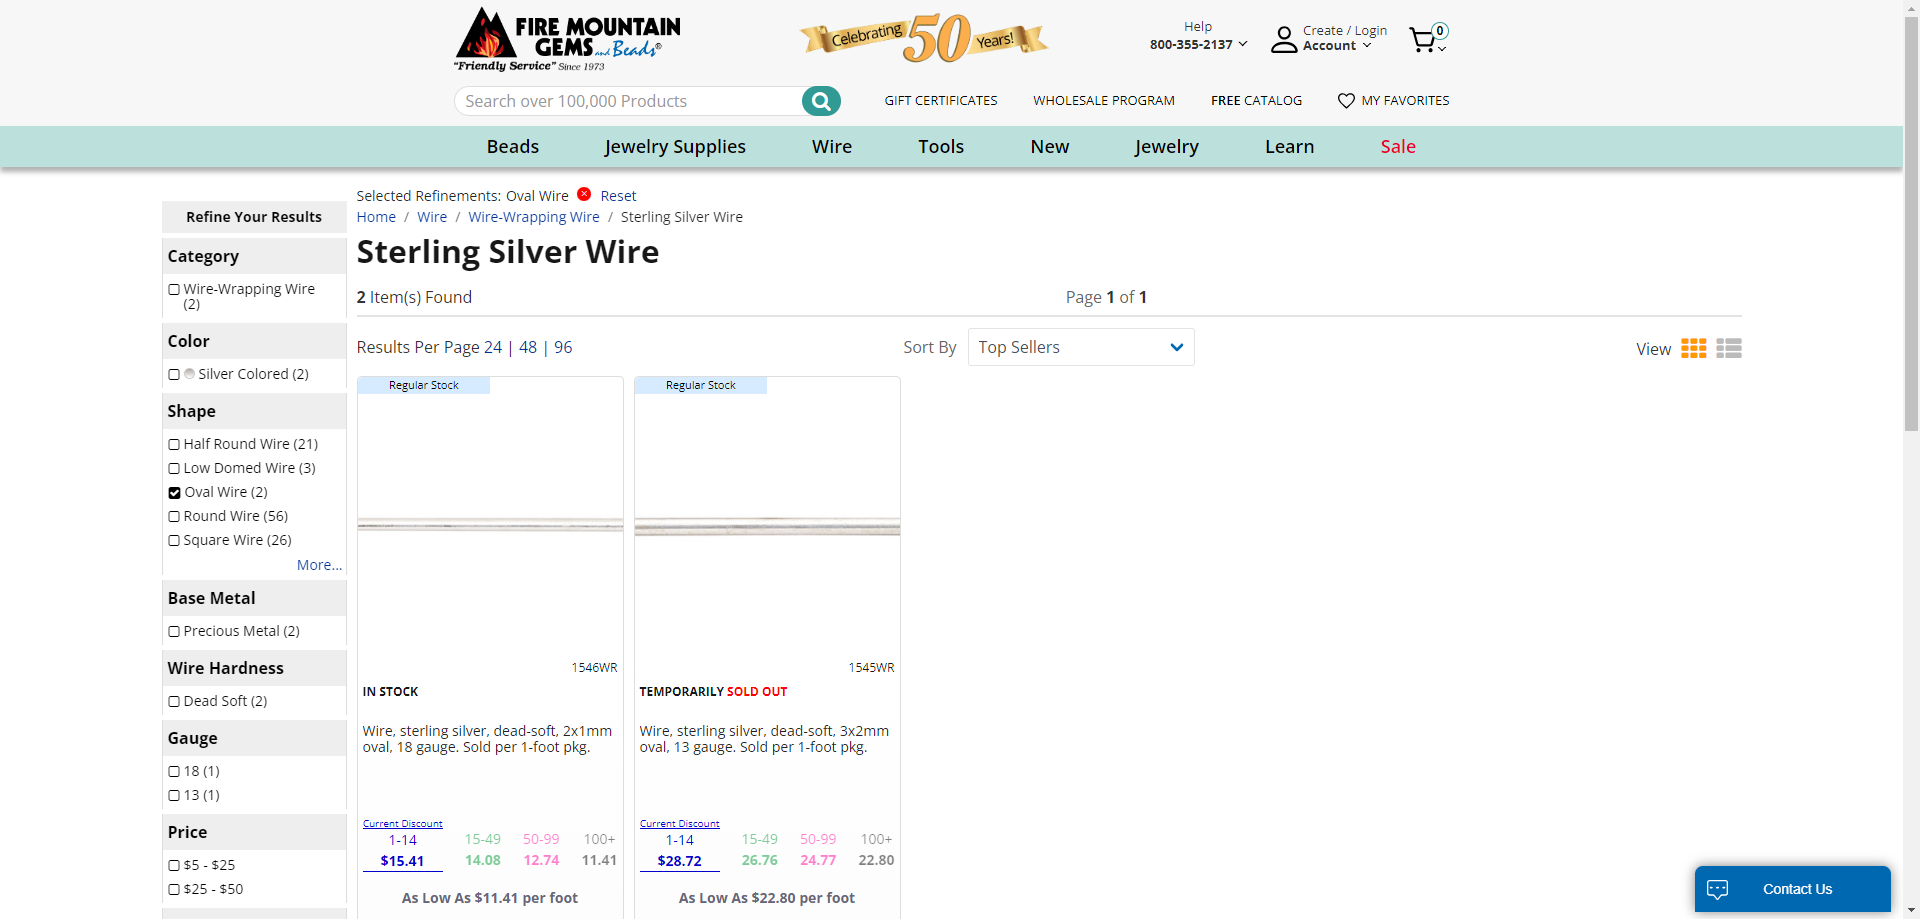 FIRE MOUNTAIN
GEMS and Beads®
"Friendly Service" Since 1973
Celebrating 50 Years!
Help
800-355-2137
Create / Login
Account
0
Search over 100,000 Products
GIFT CERTIFICATES
WHOLESALE PROGRAM
FREE CATALOG
MY FAVORITES
Beads
Jewelry Supplies
Wire
Tools
New
Jewelry
Learn
Sale
Selected Refinements: Oval Wire Reset
Home / Wire / Wire-Wrapping Wire / Sterling Silver Wire
Sterling Silver Wire
2 Item(s) Found
Page 1 of 1
Results Per Page 24 | 48 | 96
Sort By
Top Sellers
View
Refine Your Results
Category
Wire-Wrapping Wire
(2)
Color
Silver Colored (2)
Shape
Half Round Wire (21)
Low Domed Wire (3)
Oval Wire (2)
Round Wire (56)
Square Wire (26)
More...
Base Metal
Precious Metal (2)
Wire Hardness
Dead Soft (2)
Gauge
18 (1)
13 (1)
Price
$5 - $25
$25 - $50
Regular Stock
1546WR
IN STOCK
Wire, sterling silver, dead-soft, 2x1mm
oval, 18 gauge. Sold per 1-foot pkg.
Current Discount
1-14 15-49 50-99 100+
$15.41 14.08 12.74 11.41
As Low As $11.41 per foot
Regular Stock
1545WR
TEMPORARILY SOLD OUT
Wire, sterling silver, dead-soft, 3x2mm
oval, 13 gauge. Sold per 1-foot pkg.
Current Discount
1-14 15-49 50-99 100+
$28.72 26.76 24.77 22.80
As Low As $22.80 per foot
Contact Us